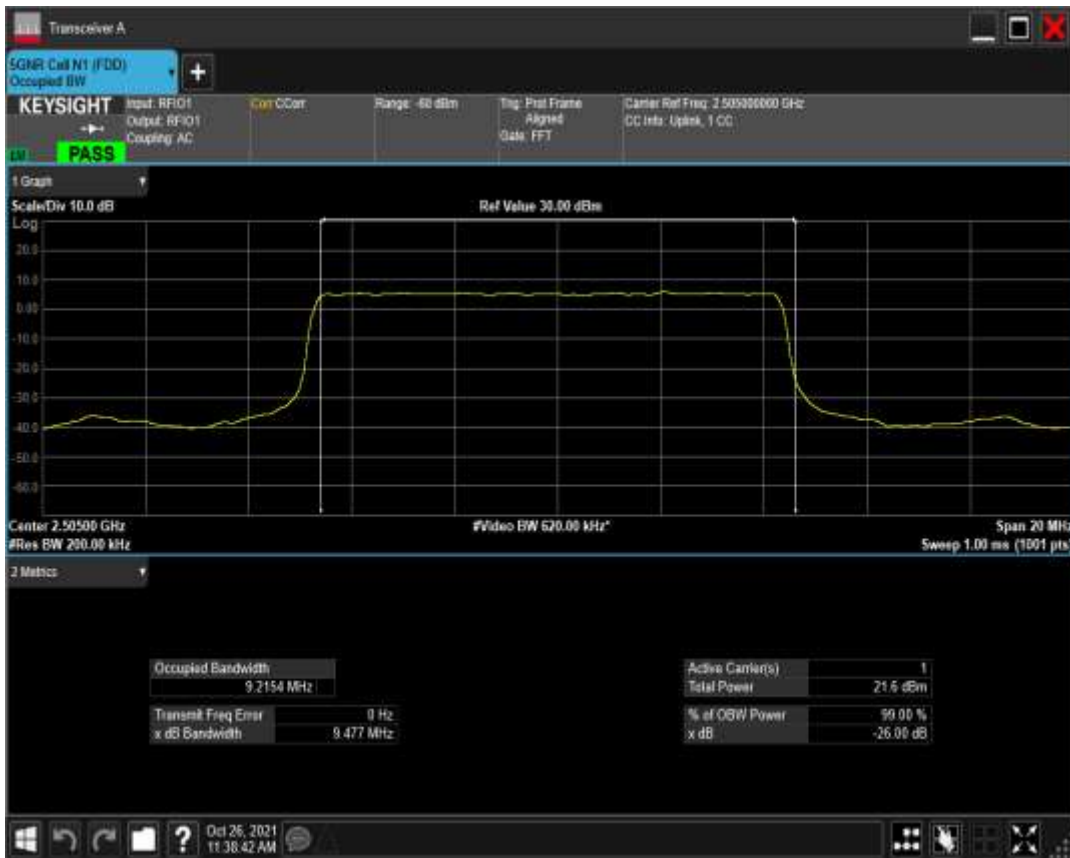 Transceiver A
5GNR Cell N1 (FDD)
Occupied BW
+
KEYSIGHT
PASS
Input: RFIO1
Output: RFIO1
Coupling: AC
Corr CCorr
Range: -60 dBm
Trig: Prot Frame
Aligned
Gate: FFT
Carrier Ref Freq: 2.505000000 GHz
CC Info: Uplink, 1 CC
1 Graph
Scale/Div 10.0 dB
Ref Value 30.00 dBm
Log
20.0
10.0
0.00
-10.0
-20.0
-30.0
-40.0
-50.0
-60.0
Center 2.50500 GHz
#Video BW 620.00 kHz*
Span 20 MHz
#Res BW 200.00 kHz
Sweep 1.00 ms (1001 pts)
2 Metrics
Occupied Bandwidth
9.2154 MHz
Transmit Freq Error 0 Hz
x dB Bandwidth 9.477 MHz
Active Carrier(s) 1
Total Power 21.6 dBm
% of OBW Power 99.00 %
x dB -26.00 dB
?
Oct 26, 2021
11:38:42 AM